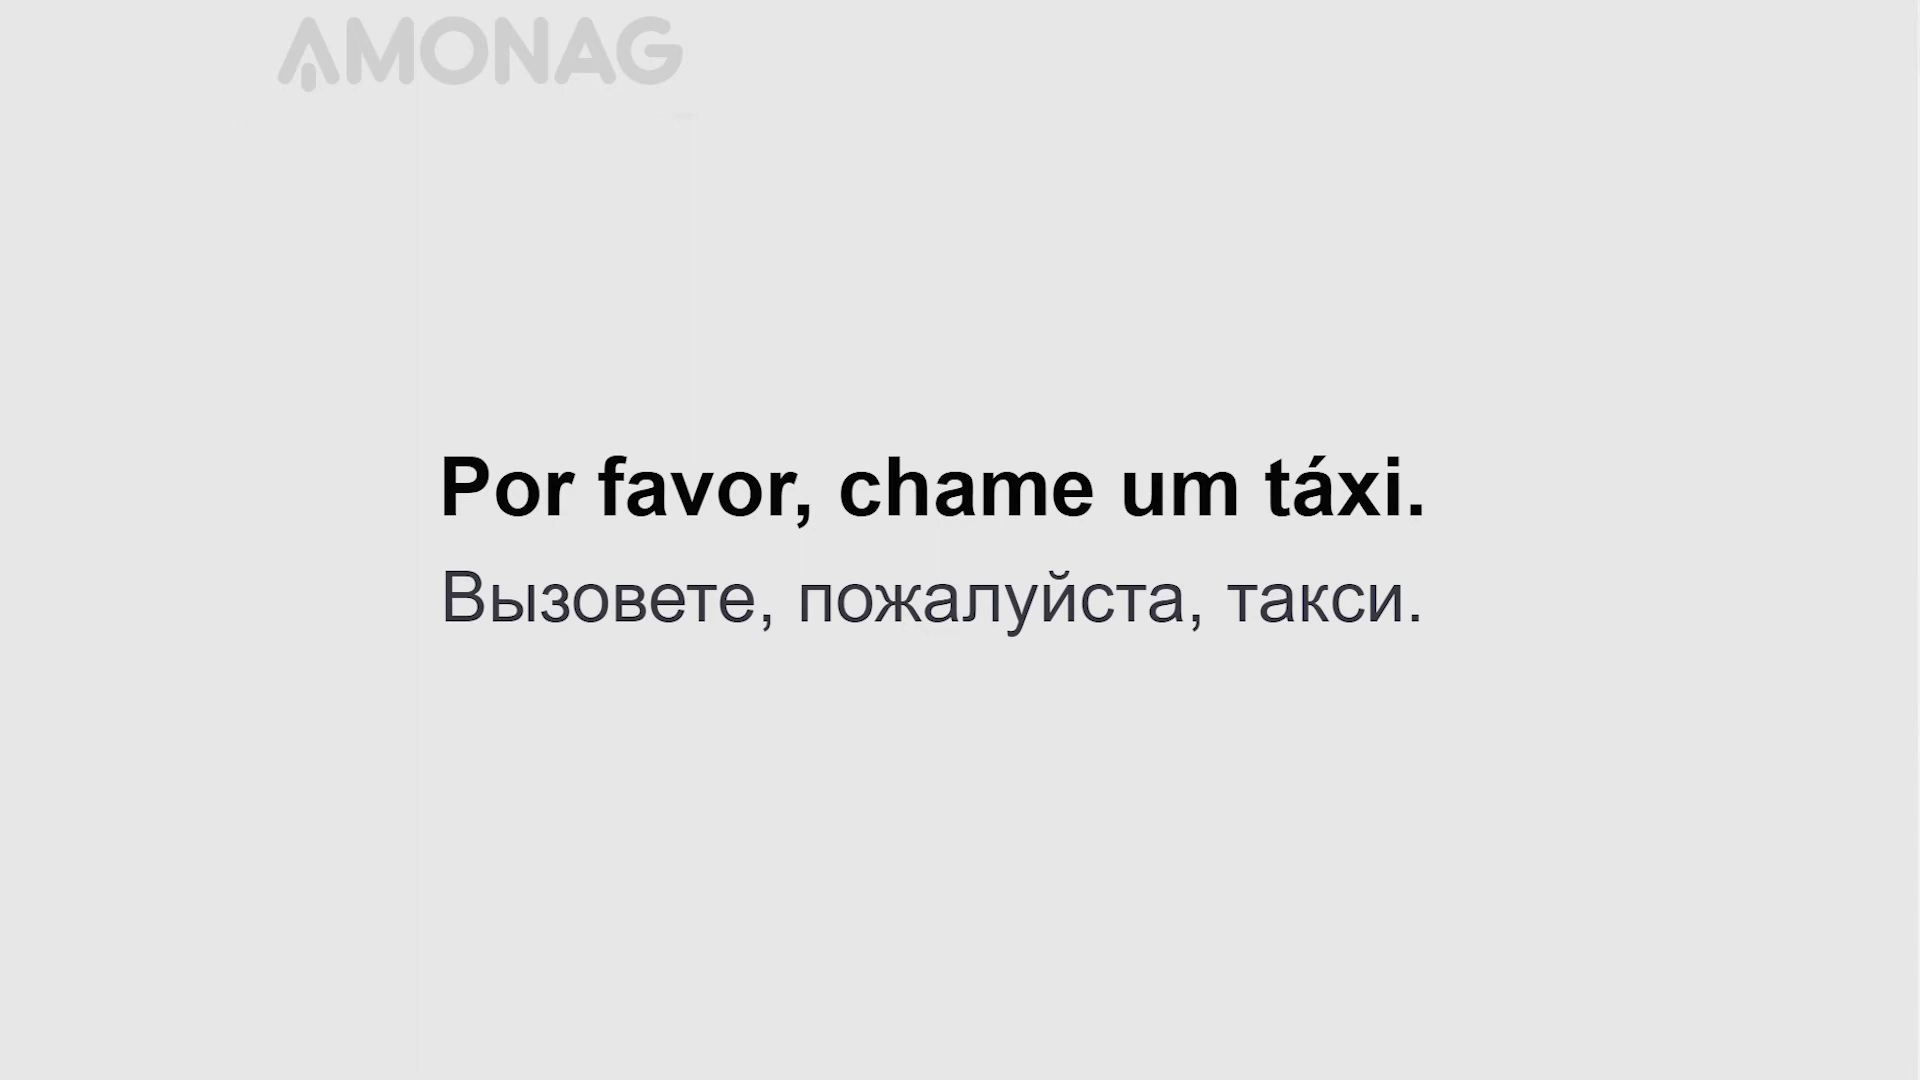 AMONAG
Por favor, chame um táxi.
Вызовете, пожалуйста, такси.